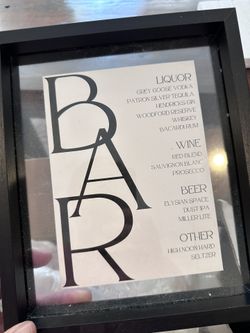 BAR
LIQUOR
GREY GOOSE VODKA
PATRON SILVER TEQUILA
HENDRICKS GIN
WOODFORD RESERVE
WHISKEY
BACARDI RUM
WINE
RED BLEND
SAUVIGNON BLANC
PROSECCO
BEER
ELYSIAN SPACE
DUST IPA
MILLER LITE
OTHER
HIGH NOON HARD
SELTZER